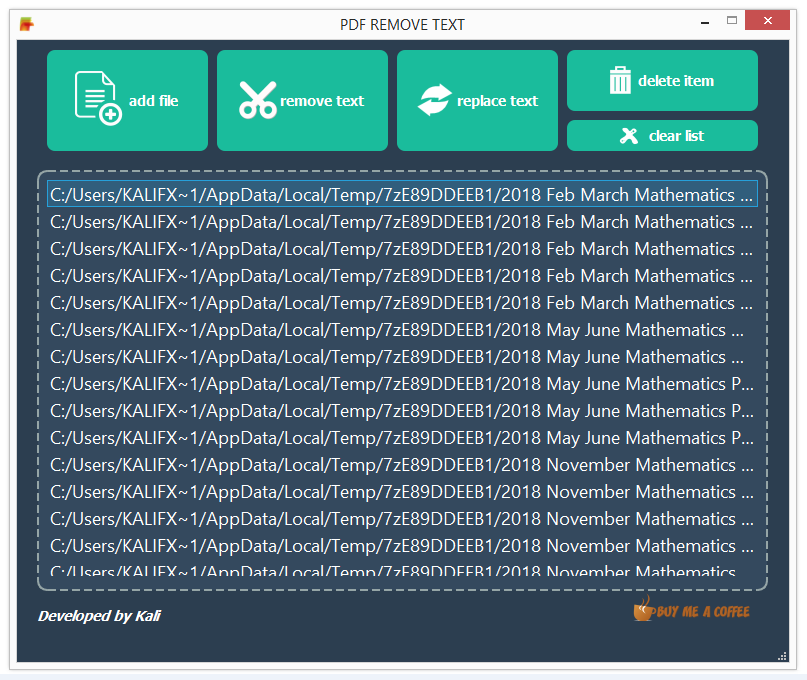 PDF REMOVE TEXT
add file
remove text
replace text
delete item
clear list
C:/Users/KALIFX~1/AppData/Local/Temp/7zE89DDEEB1/2018 Feb March Mathematics ...
C:/Users/KALIFX~1/AppData/Local/Temp/7zE89DDEEB1/2018 Feb March Mathematics ...
C:/Users/KALIFX~1/AppData/Local/Temp/7zE89DDEEB1/2018 Feb March Mathematics ...
C:/Users/KALIFX~1/AppData/Local/Temp/7zE89DDEEB1/2018 Feb March Mathematics ...
C:/Users/KALIFX~1/AppData/Local/Temp/7zE89DDEEB1/2018 Feb March Mathematics ...
C:/Users/KALIFX~1/AppData/Local/Temp/7zE89DDEEB1/2018 May June Mathematics ...
C:/Users/KALIFX~1/AppData/Local/Temp/7zE89DDEEB1/2018 May June Mathematics ...
C:/Users/KALIFX~1/AppData/Local/Temp/7zE89DDEEB1/2018 May June Mathematics P...
C:/Users/KALIFX~1/AppData/Local/Temp/7zE89DDEEB1/2018 May June Mathematics P...
C:/Users/KALIFX~1/AppData/Local/Temp/7zE89DDEEB1/2018 May June Mathematics P...
C:/Users/KALIFX~1/AppData/Local/Temp/7zE89DDEEB1/2018 November Mathematics ...
C:/Users/KALIFX~1/AppData/Local/Temp/7zE89DDEEB1/2018 November Mathematics ...
C:/Users/KALIFX~1/AppData/Local/Temp/7zE89DDEEB1/2018 November Mathematics ...
C:/Users/KALIFX~1/AppData/Local/Temp/7zE89DDEEB1/2018 November Mathematics ...
C:/Users/KALIFX~1/AppData/Local/Temp/7zE89DDEEB1/2018 November Mathematics
Developed by Kali
BUY ME A COFFEE